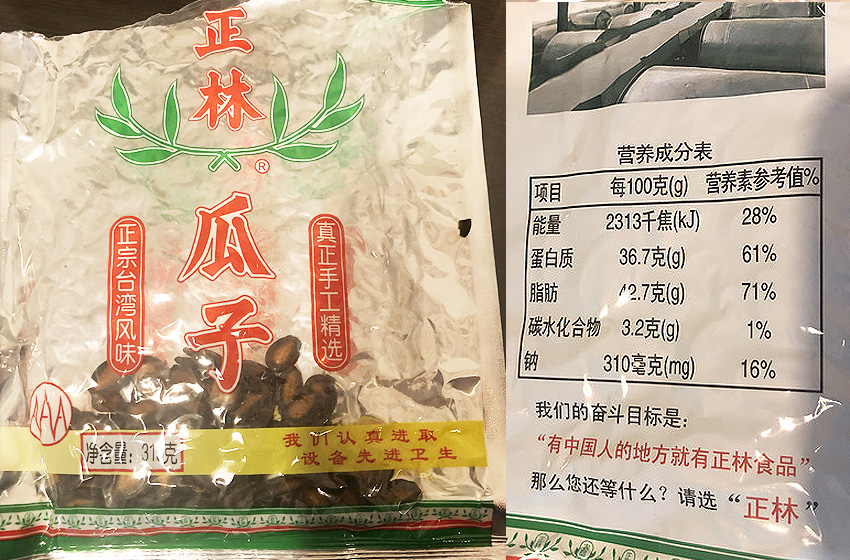 正林
®
瓜子
正宗台湾风味
真正手工精选
AAA
净含量：31克
我们认真进取
设备先进卫生
营养成分表
项目 每100克(g) 营养素参考值%
能量 2313千焦(kJ) 28%
蛋白质 36.7克(g) 61%
脂肪 42.7克(g) 71%
碳水化合物 3.2克(g) 1%
钠 310毫克(mg) 16%
我们的奋斗目标是：
“有中国人的地方就有正林食品”
那么您还等什么？请选“正林”